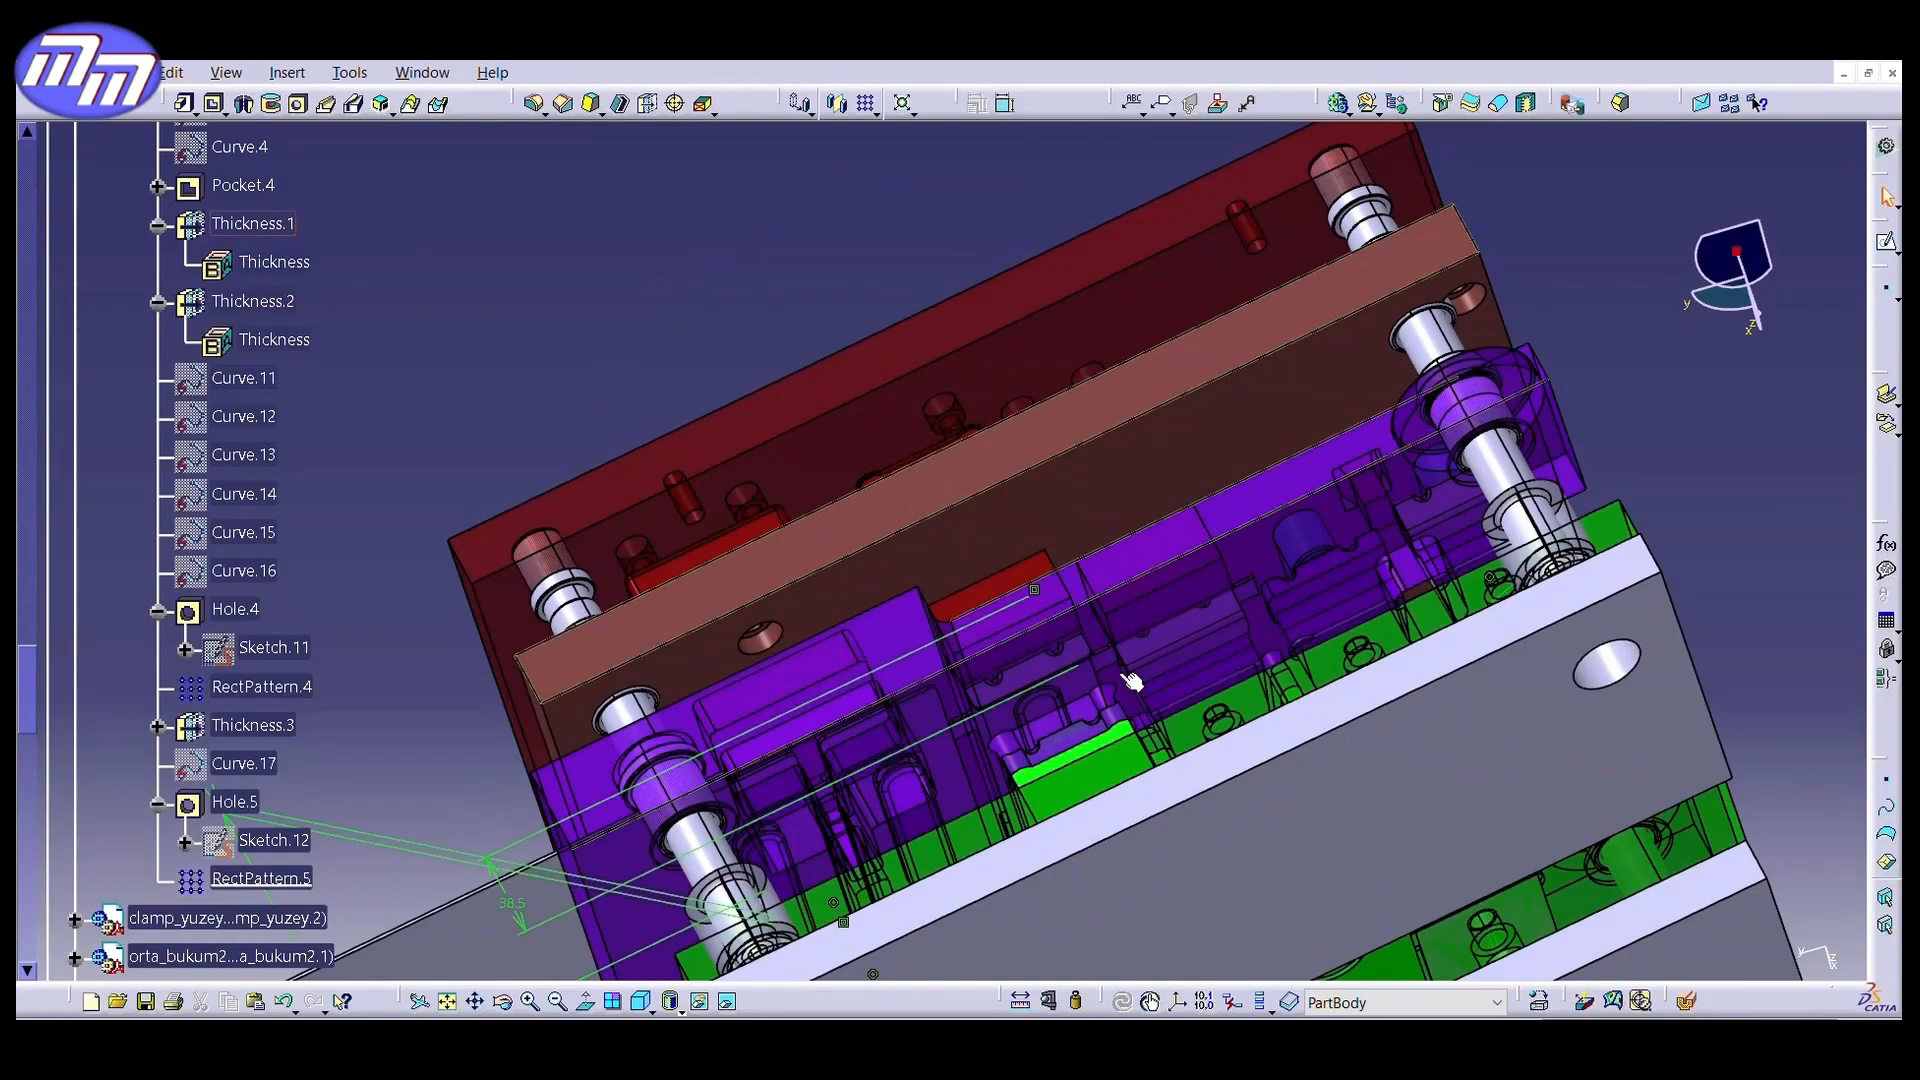 mm
Edit View Insert Tools Window Help
ABC
Curve.4
Pocket.4
Thickness.1
Thickness
Thickness.2
Thickness
Curve.11
Curve.12
Curve.13
Curve.14
Curve.15
Curve.16
Hole.4
Sketch.11
RectPattern.4
Thickness.3
Curve.17
Hole.5
Sketch.12
RectPattern.5
clamp_yuzey...mp_yuzey.2)
orta_bukum2...a_bukum2.1)
38.5
y
f(x)
PartBody
CATIA